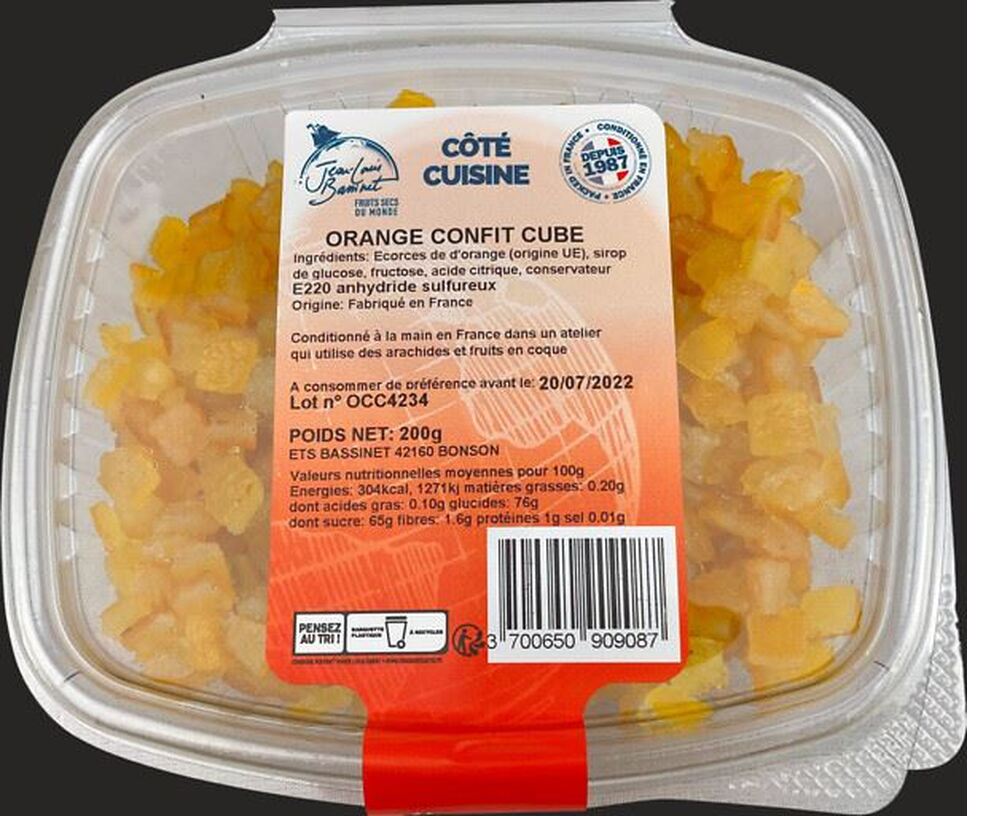 Jean-Louis
Bassinet
FRUITS SECS
DU MONDE
CÔTÉ
CUISINE
CONDITIONNÉ EN FRANCE • PACKED IN FRANCE •
DEPUIS
1987
ORANGE CONFIT CUBE
Ingrédients: Ecorces de d'orange (origine UE), sirop
de glucose, fructose, acide citrique, conservateur
E220 anhydride sulfureux
Origine: Fabriqué en France
Conditionné à la main en France dans un atelier
qui utilise des arachides et fruits en coque
A consommer de préférence avant le: 20/07/2022
Lot n° OCC4234
POIDS NET: 200g
ETS BASSINET 42160 BONSON
Valeurs nutritionnelles moyennes pour 100g
Energies: 304kcal, 1271kj matières grasses: 0.20g
dont acides gras: 0.10g glucides: 76g
dont sucre: 65g fibres: 1.6g protéines 1g sel 0.01g
PENSEZ
AU TRI !
BARQUETTE
PLASTIQUE
À RECYCLER
3 700650 909087